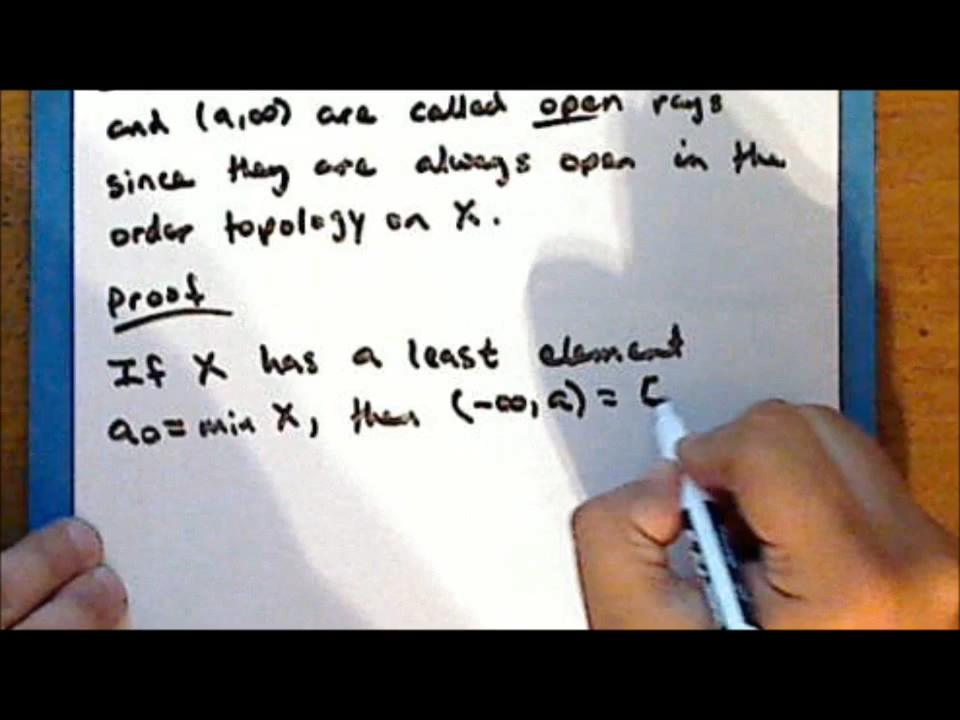 and (a,∞) are called open rays
since they are always open in the
order topology on X.
Proof
If X has a least element
a₀ = min X, then (-∞, a) = [